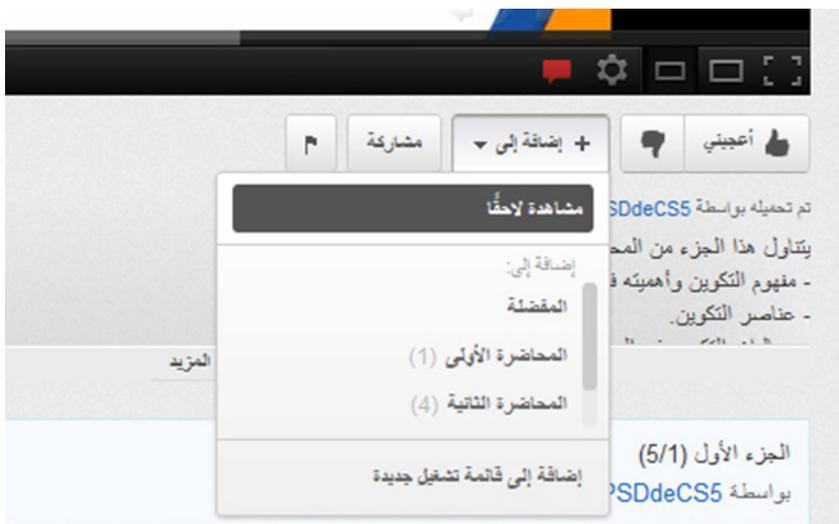 أعجبني
+ إضافة إلى
مشاركة
تم تحميله بواسطة SDdeCS5
يتناول هذا الجزء من المح
- مفهوم التكوين وأهميته ف
- عناصر التكوين.
مشاهدة لاحقًا
إضافة إلى:
المفضلة
المحاضرة الأولى (1)
المحاضرة الثانية (4)
إضافة إلى قائمة تشغيل جديدة
المزيد
الجزء الأول (5/1)
بواسطة PSDdeCS5